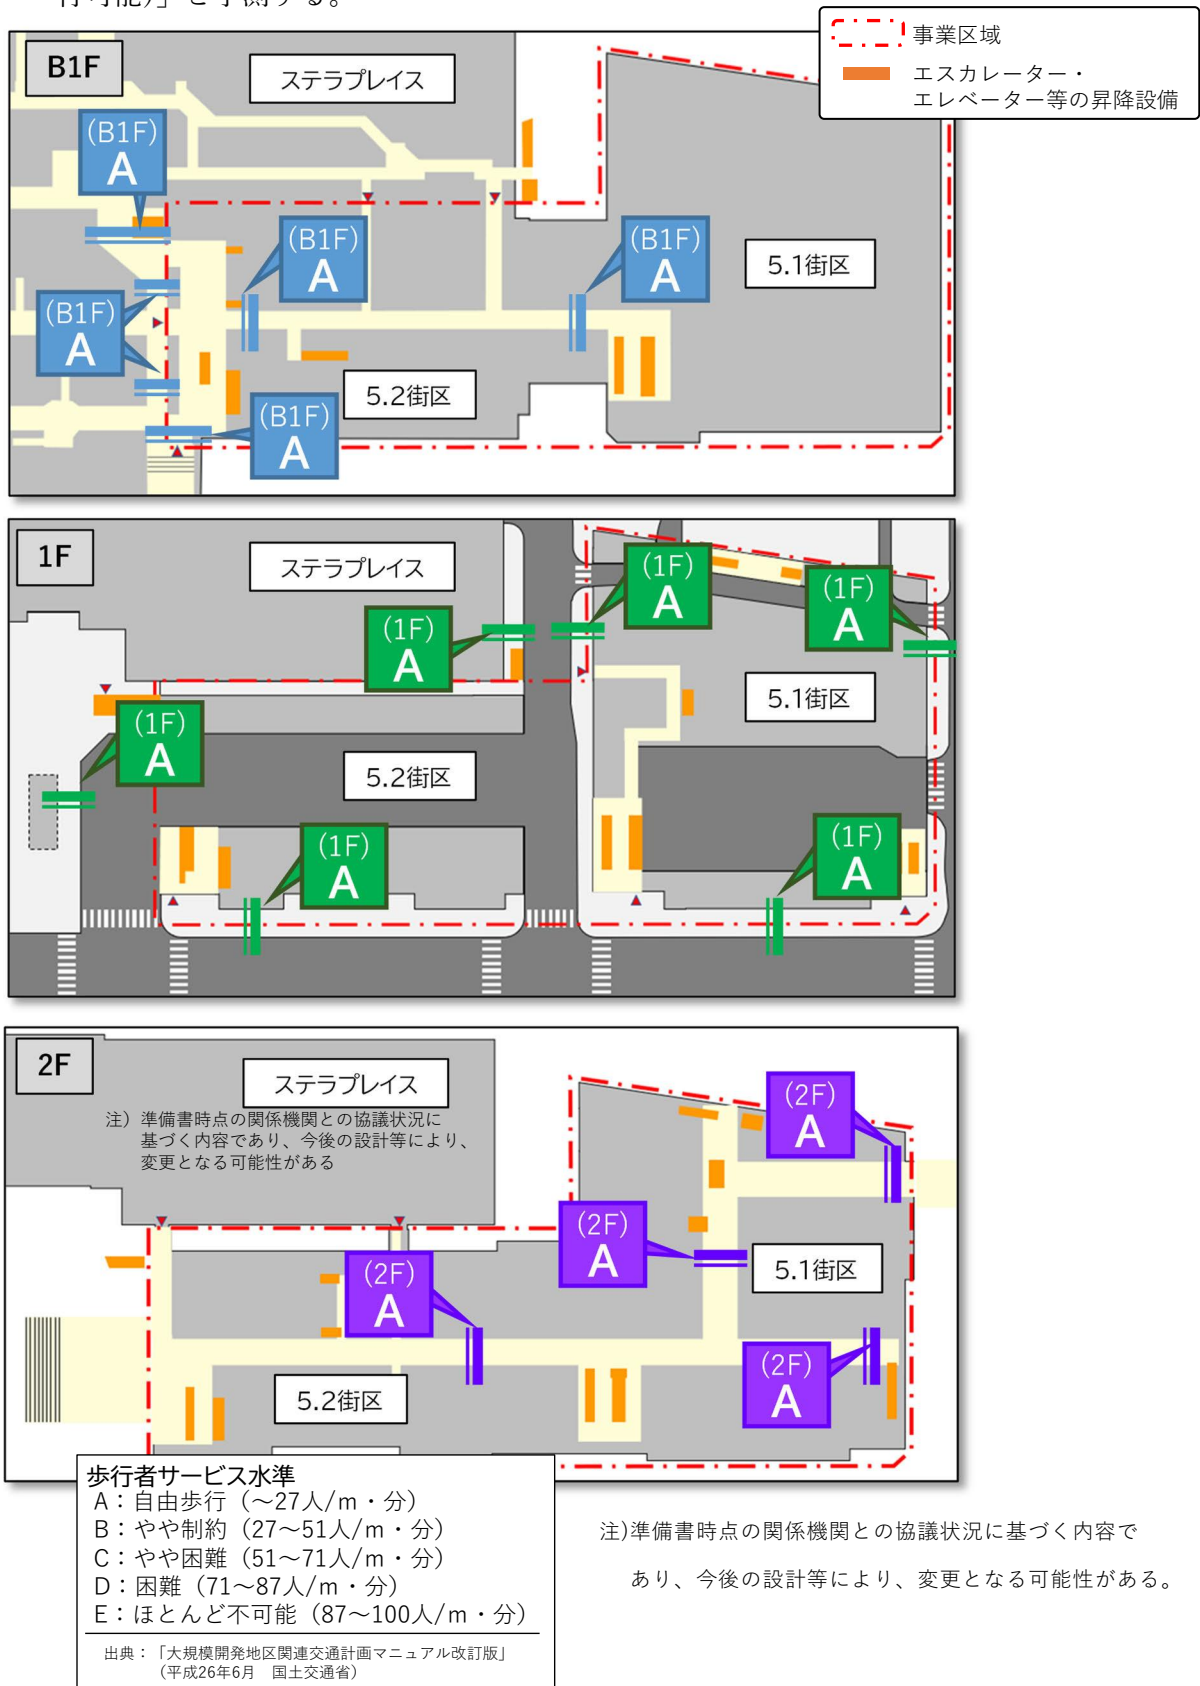 行可能)」と予測する。
事業区域
エスカレーター・
エレベーター等の昇降設備
B1F
ステラプレイス
(B1F)
A
(B1F)
A
(B1F)
A
5.1街区
(B1F)
A
5.2街区
(B1F)
A
1F
ステラプレイス
(1F)
A
(1F)
A
(1F)
A
5.1街区
(1F)
A
5.2街区
(1F)
A
(1F)
A
2F
ステラプレイス
注）準備書時点の関係機関との協議状況に
基づく内容であり、今後の設計等により、
変更となる可能性がある
(2F)
A
(2F)
A
(2F)
A
5.1街区
(2F)
A
5.2街区
歩行者サービス水準
A：自由歩行（～27人/m・分）
B：やや制約（27～51人/m・分）
C：やや困難（51～71人/m・分）
D：困難（71～87人/m・分）
E：ほとんど不可能（87～100人/m・分）
出典：「大規模開発地区関連交通計画マニュアル改訂版」
（平成26年6月　国土交通省）
注)準備書時点の関係機関との協議状況に基づく内容で
あり、今後の設計等により、変更となる可能性がある。